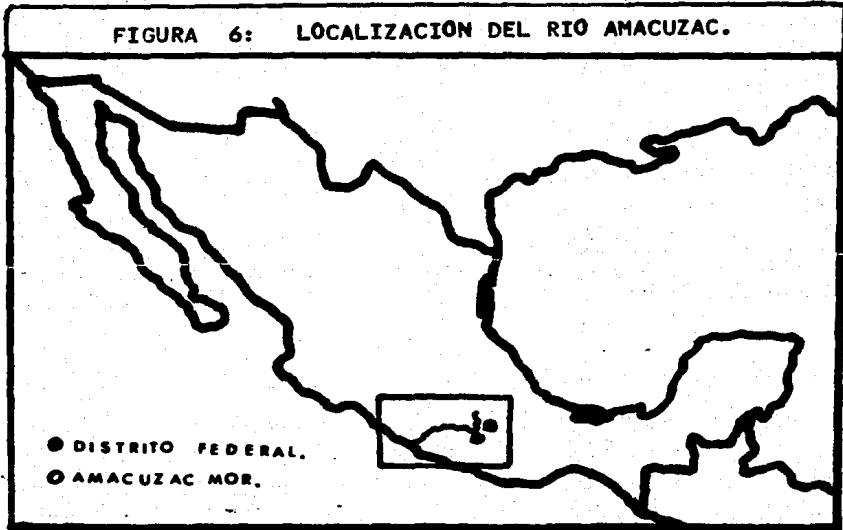 FIGURA 6: LOCALIZACION DEL RIO AMACUZAC.
DISTRITO FEDERAL.
AMACUZAC MOR.